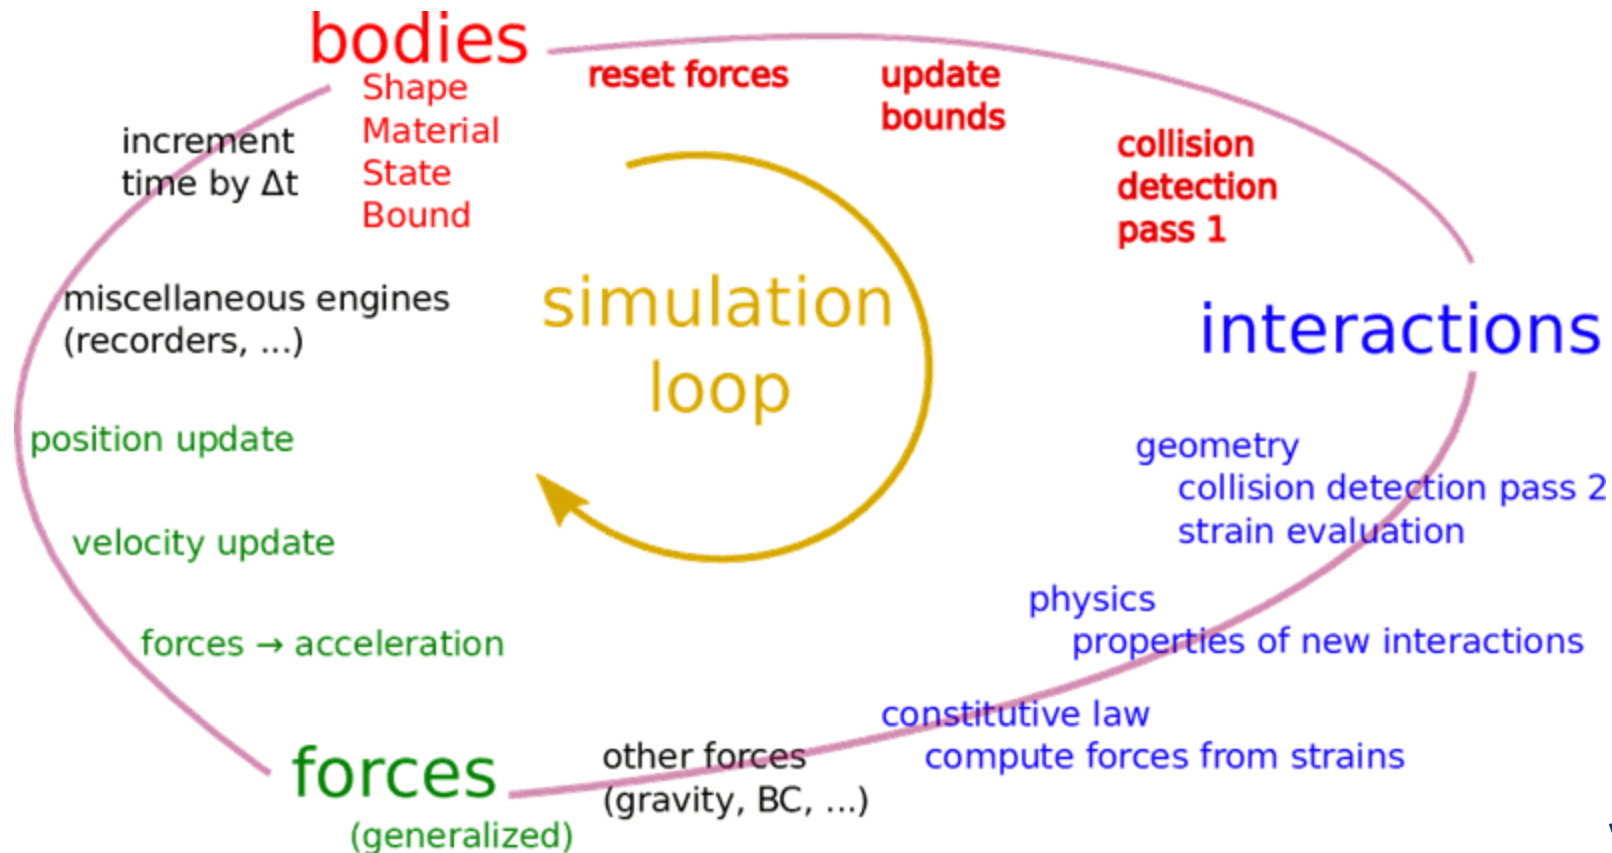 bodies
Shape
Material
State
Bound
reset forces
update
bounds
collision
detection
pass 1
interactions
geometry
collision detection pass 2
strain evaluation
physics
properties of new interactions
constitutive law
compute forces from strains
other forces
(gravity, BC, ...)
forces
(generalized)
forces → acceleration
velocity update
position update
miscellaneous engines
(recorders, ...)
increment
time by Δt
simulation
loop